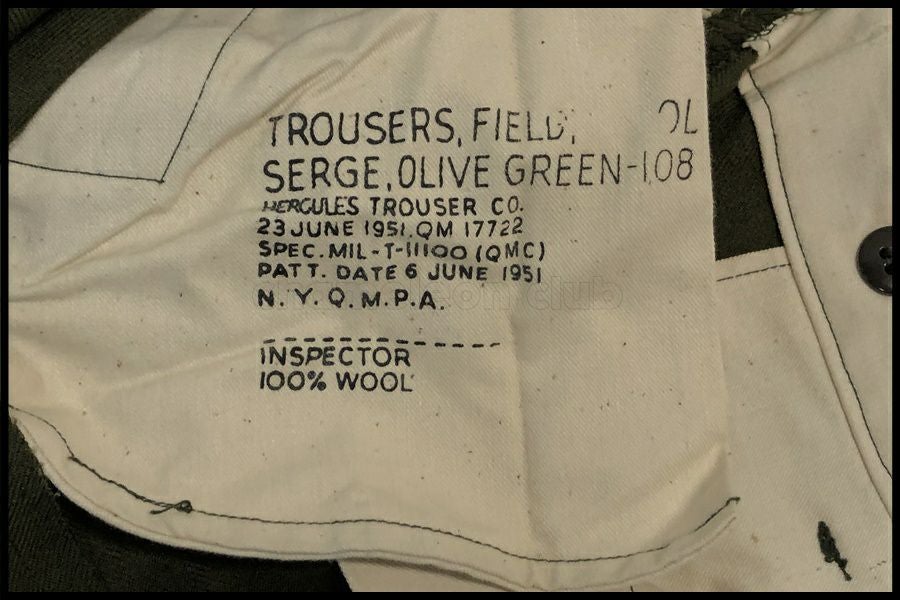 TROUSERS, FIELD,
SERGE, OLIVE GREEN-108
HERCULES TROUSER CO.
23 JUNE 1951. QM 17722
SPEC. MIL-T-11100 (QMC)
PATT. DATE 6 JUNE 1951
N.Y.Q.M.P.A.
INSPECTOR
100% WOOL
club